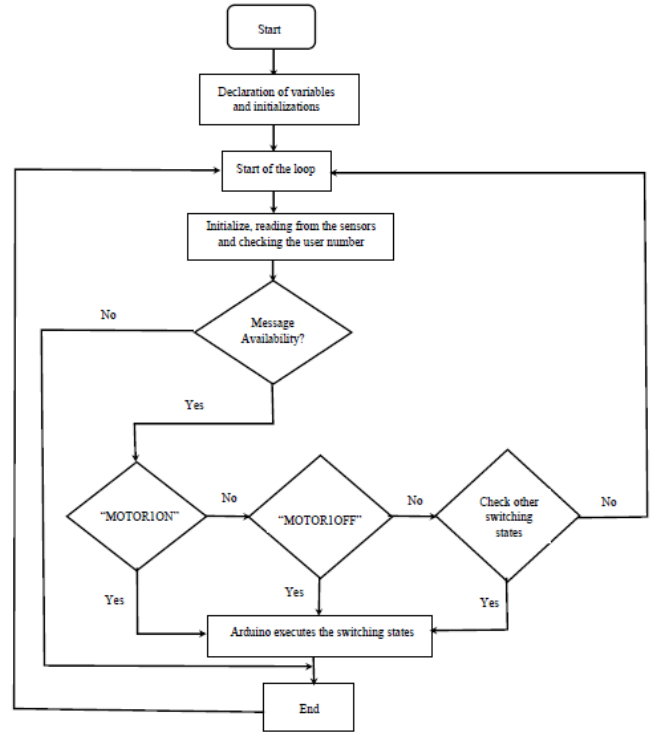 Start
Declaration of variables
and initializations
Start of the loop
Initialize, reading from the sensors
and checking the user number
No
Message
Availability?
Yes
“MOTOR1ON”
No
“MOTOR1OFF”
No
Check other
switching
states
No
Yes
Yes
Yes
Arduino executes the switching states
End